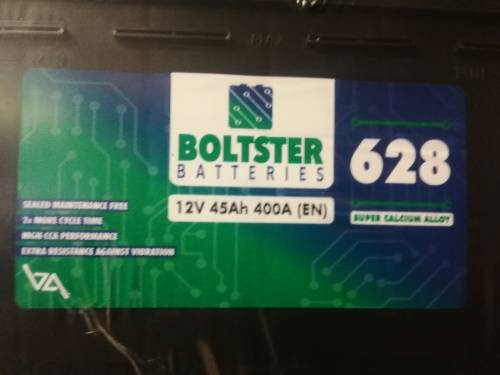 MAX
BOLTSTER
BATTERIES
628
12V 45Ah 400A (EN)
SUPER CALCIUM ALLOY
SEALED MAINTENANCE FREE
2x MORE CYCLE TIME
HIGH CCA PERFORMANCE
EXTRA RESISTANCE AGAINST VIBRATION